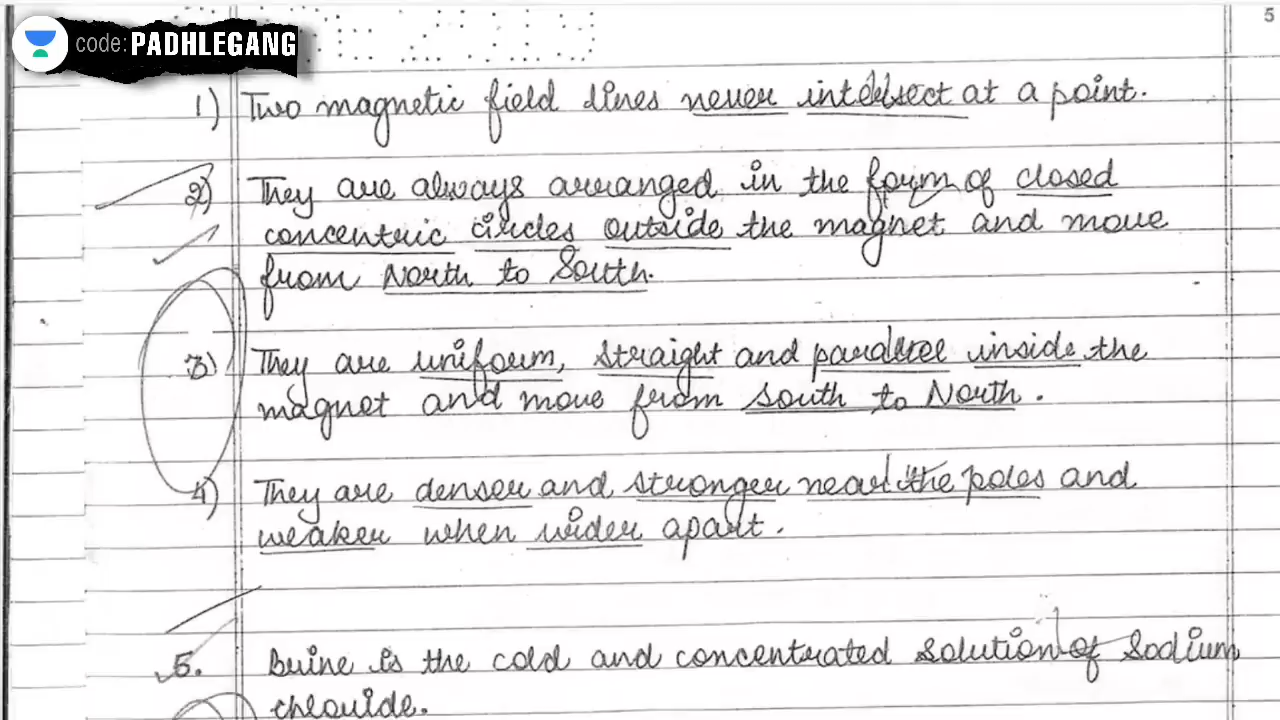 5
code: PADHLEGANG
1) Two magnetic field lines never intersect at a point.
2) They are always arranged in the form of closed
concentric circles outside the magnet and move
from North to South.
3) They are uniform, straight and parallel inside the
magnet and move from south to North.
4) They are denser and stronger near the poles and
weaker when wider apart.
5. Brine is the cold and concentrated solution of Sodium
chloride.